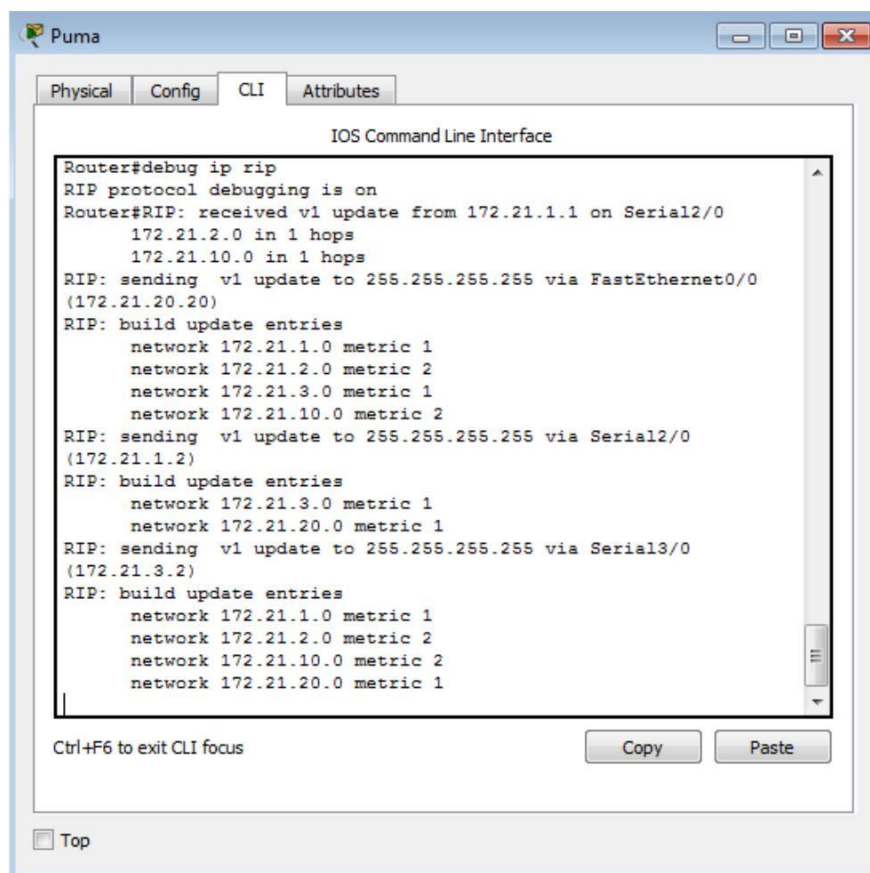 Puma
Physical Config CLI Attributes
IOS Command Line Interface
Router#debug ip rip
RIP protocol debugging is on
Router#RIP: received v1 update from 172.21.1.1 on Serial2/0
172.21.2.0 in 1 hops
172.21.10.0 in 1 hops
RIP: sending  v1 update to 255.255.255.255 via FastEthernet0/0
(172.21.20.20)
RIP: build update entries
network 172.21.1.0 metric 1
network 172.21.2.0 metric 2
network 172.21.3.0 metric 1
network 172.21.10.0 metric 2
RIP: sending  v1 update to 255.255.255.255 via Serial2/0
(172.21.1.2)
RIP: build update entries
network 172.21.3.0 metric 1
network 172.21.20.0 metric 1
RIP: sending  v1 update to 255.255.255.255 via Serial3/0
(172.21.3.2)
RIP: build update entries
network 172.21.1.0 metric 1
network 172.21.2.0 metric 2
network 172.21.10.0 metric 2
network 172.21.20.0 metric 1
Ctrl+F6 to exit CLI focus Copy Paste
Top